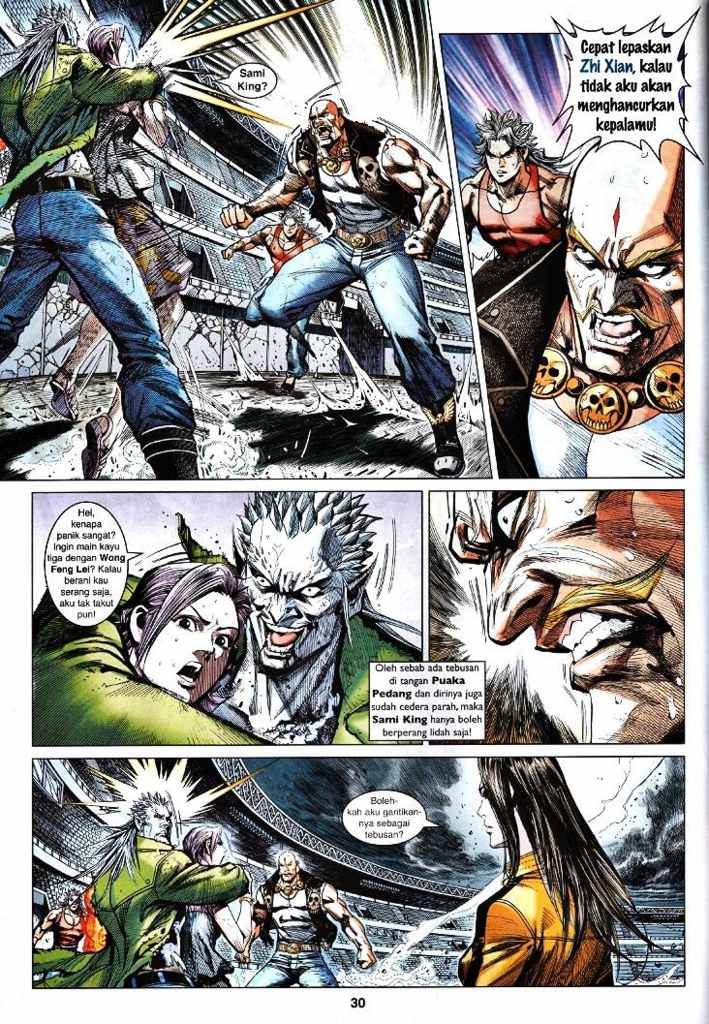 Sami
King?
Cepat lepaskan
Zhi Xian, kalau
tidak aku akan
menghancurkan
kepalamu!
Hei,
kenapa
panik sangat?
Ingin main kayu
tiga dengan Wong
Fong Lei? Kalau
berani kau
serang saja,
aku tak takut
pun!
Oleh sebab ada tebusan
di tangan Puaka
Pedang dan dirinya juga
sudah cedera parah, maka
Sami King hanya boleh
berperang lidah saja!
Boleh-
kah aku gantikan-
nya sebagai
tebusan?
30